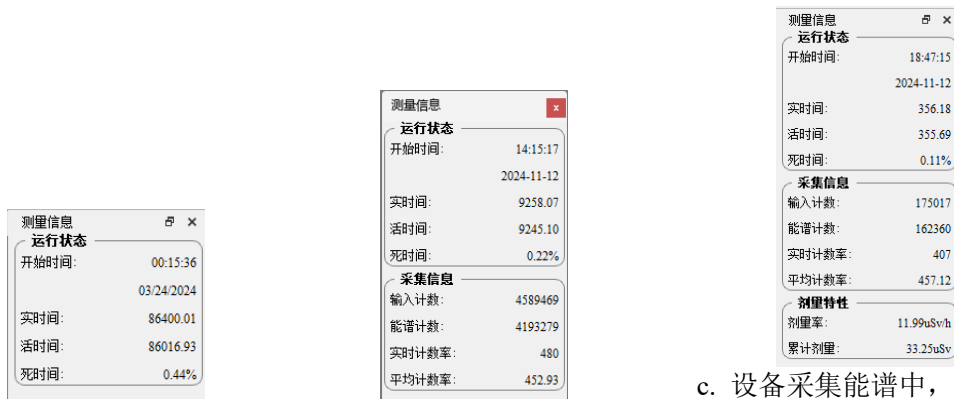 测量信息
运行状态
开始时间: 00:15:36
03/24/2024
实时间: 86400.01
活时间: 86016.93
死时间: 0.44%
测量信息
运行状态
开始时间: 14:15:17
2024-11-12
实时间: 9258.07
活时间: 9245.10
死时间: 0.22%
采集信息
输入计数: 4589469
能谱计数: 4193279
实时计数率: 480
平均计数率: 452.93
测量信息
运行状态
开始时间: 18:47:15
2024-11-12
实时间: 356.18
活时间: 355.69
死时间: 0.11%
采集信息
输入计数: 175017
能谱计数: 162360
实时计数率: 407
平均计数率: 457.12
剂量特性
剂量率: 11.99uSv/h
累计剂量: 33.25uSv
c. 设备采集能谱中，